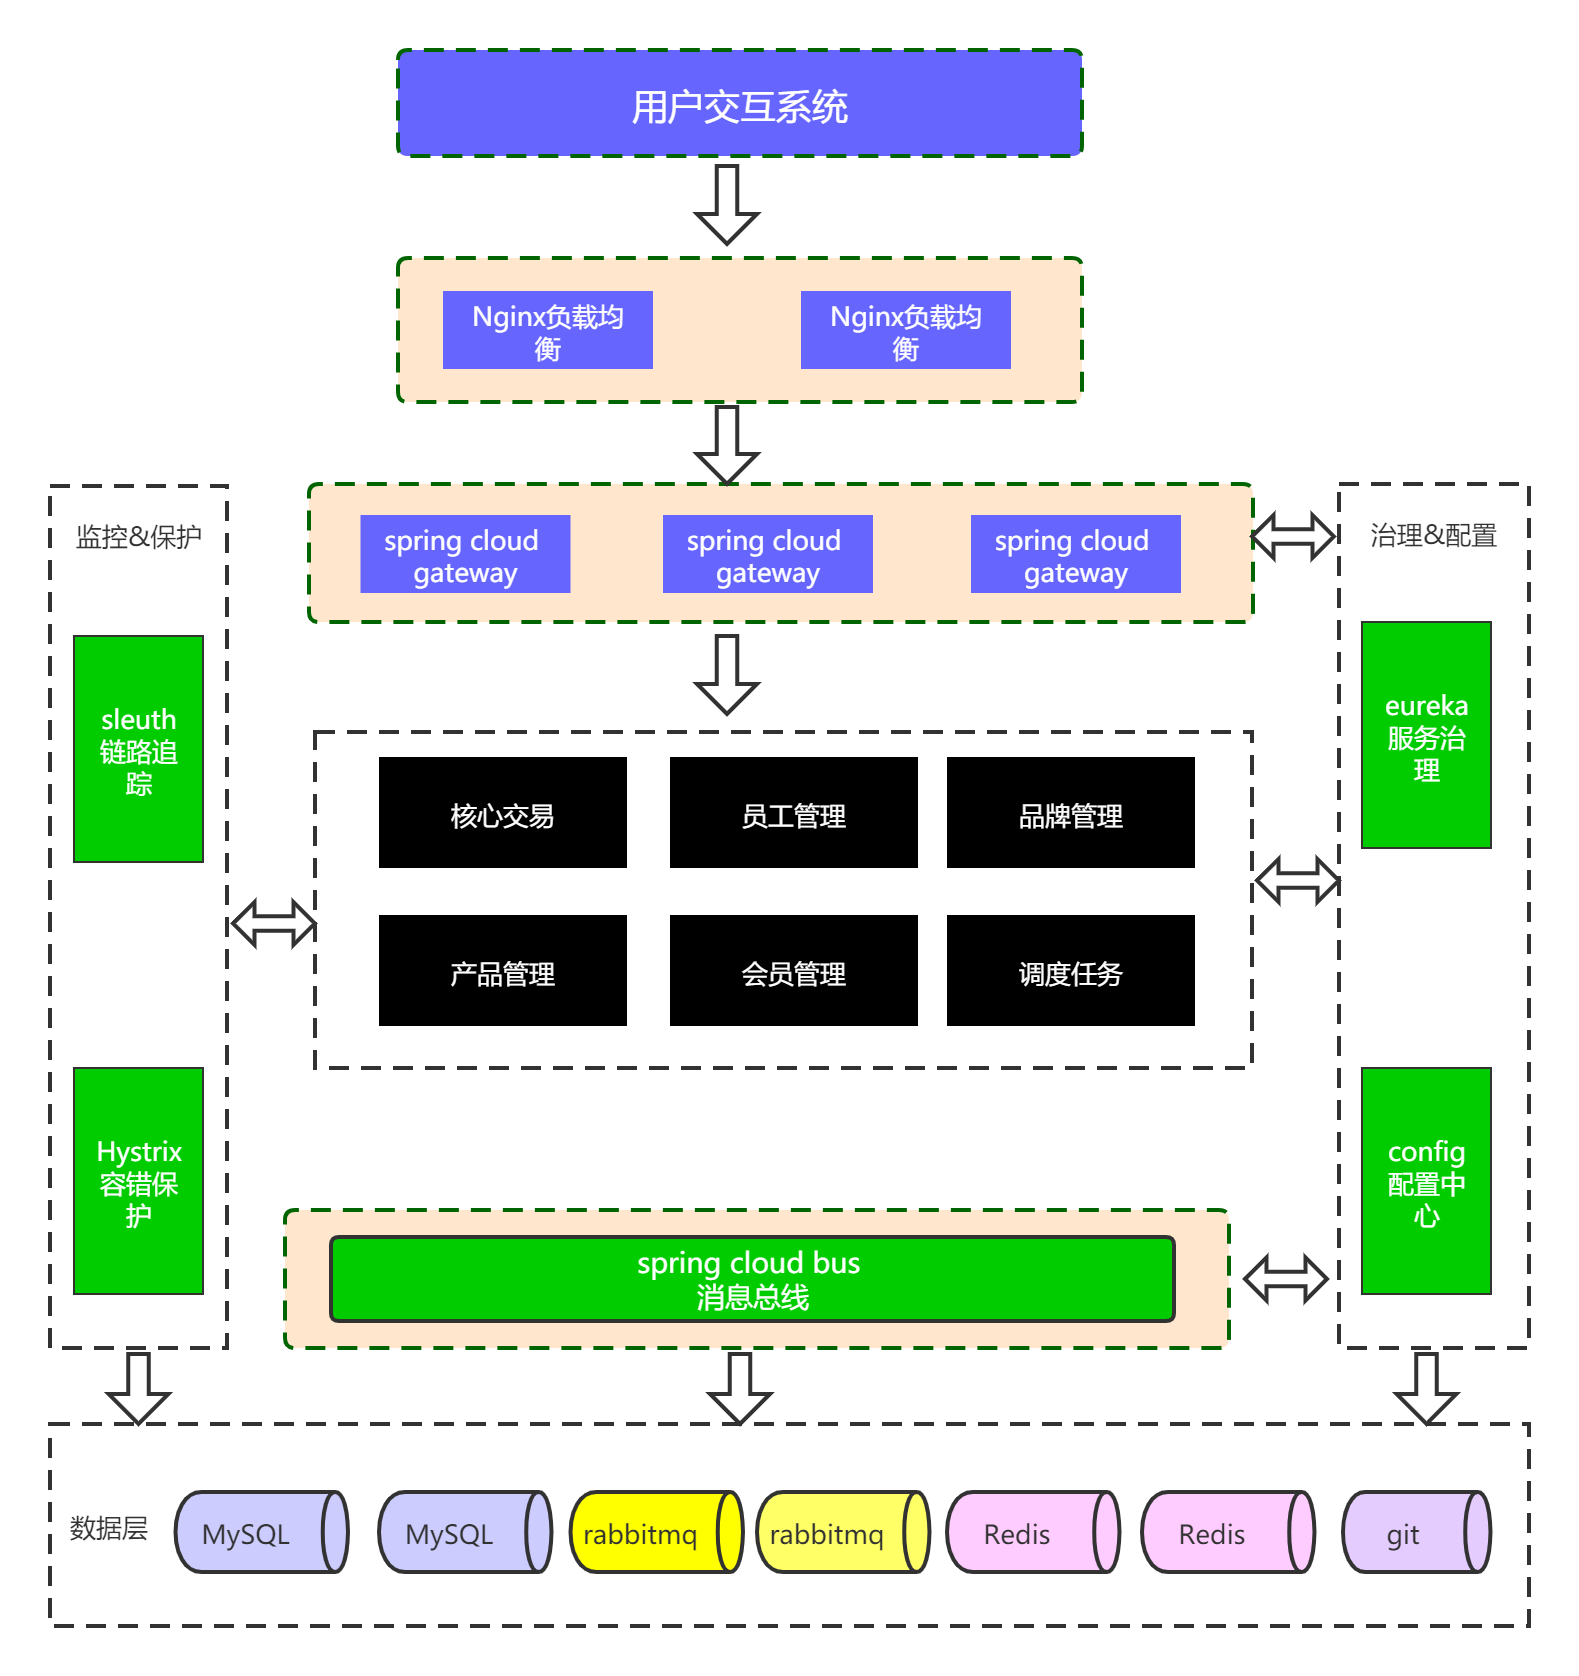 用户交互系统
Nginx负载均
衡
Nginx负载均
衡
监控&保护
spring cloud
gateway
spring cloud
gateway
spring cloud
gateway
治理&配置
sleuth
链路追
踪
核心交易
员工管理
品牌管理
产品管理
会员管理
调度任务
eureka
服务治
理
Hystrix
容错保
护
spring cloud bus
消息总线
config
配置中
心
数据层
MySQL
MySQL
rabbitmq
rabbitmq
Redis
Redis
git